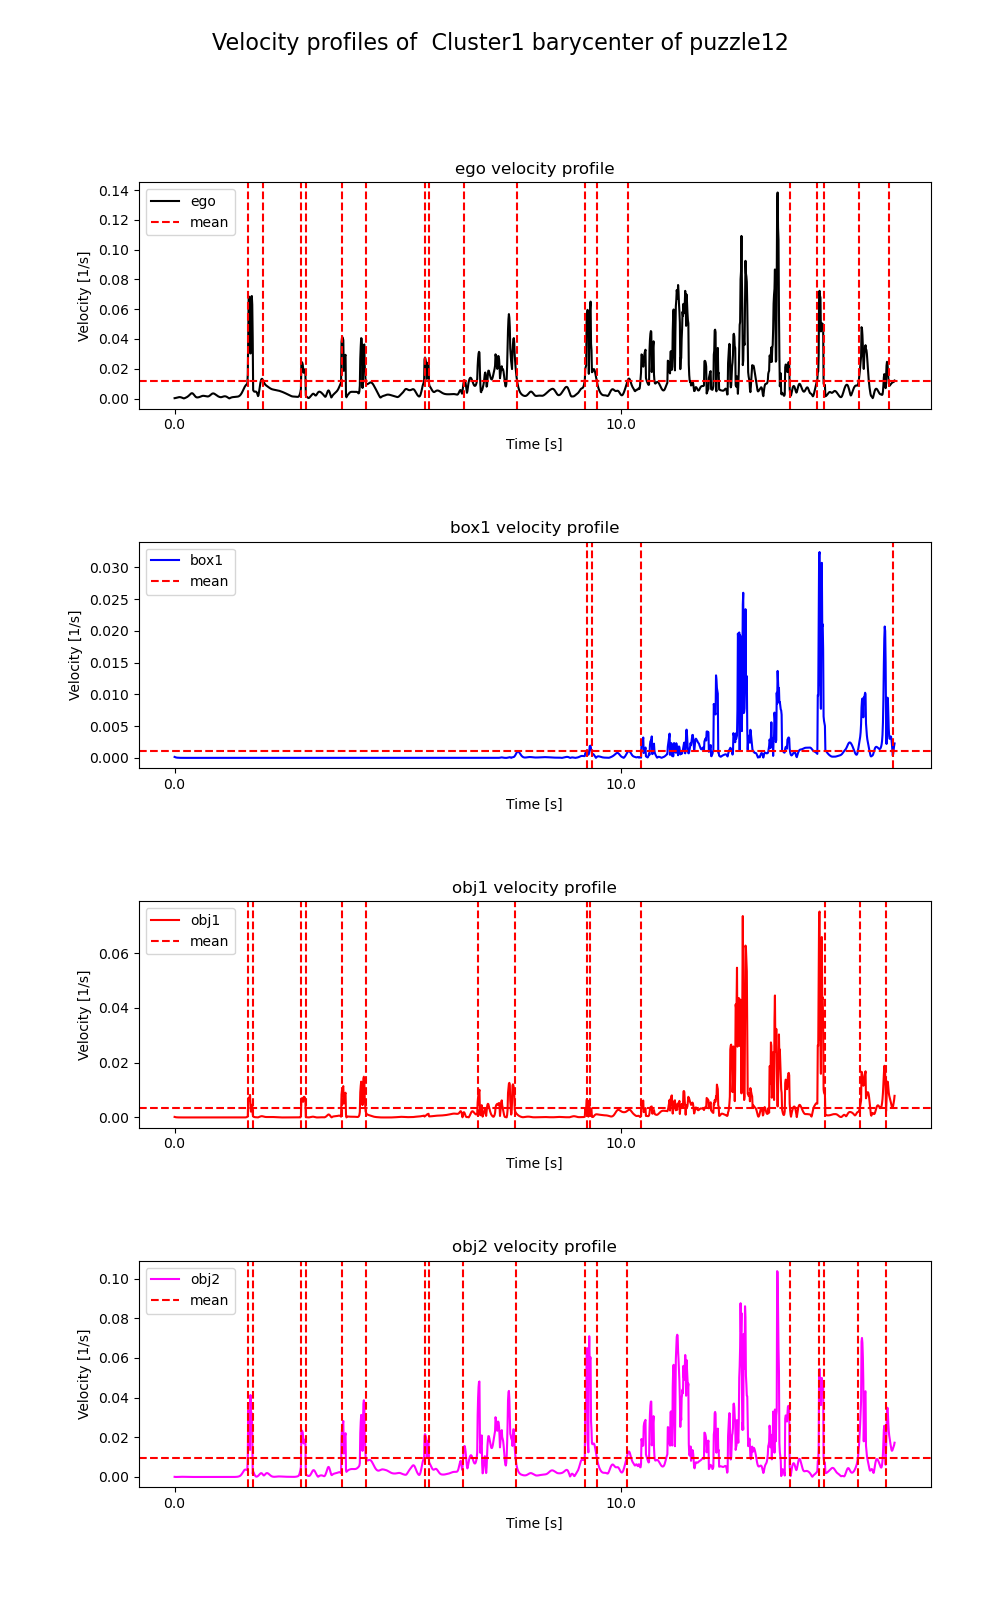 Velocity profiles of  Cluster1 barycenter of puzzle12
ego velocity profile
ego
mean
Velocity [1/s]
0.14
0.12
0.10
0.08
0.06
0.04
0.02
0.00
0.0
10.0
Time [s]
box1 velocity profile
box1
mean
Velocity [1/s]
0.030
0.025
0.020
0.015
0.010
0.005
0.000
0.0
10.0
Time [s]
obj1 velocity profile
obj1
mean
Velocity [1/s]
0.06
0.04
0.02
0.00
0.0
10.0
Time [s]
obj2 velocity profile
obj2
mean
Velocity [1/s]
0.10
0.08
0.06
0.04
0.02
0.00
0.0
10.0
Time [s]